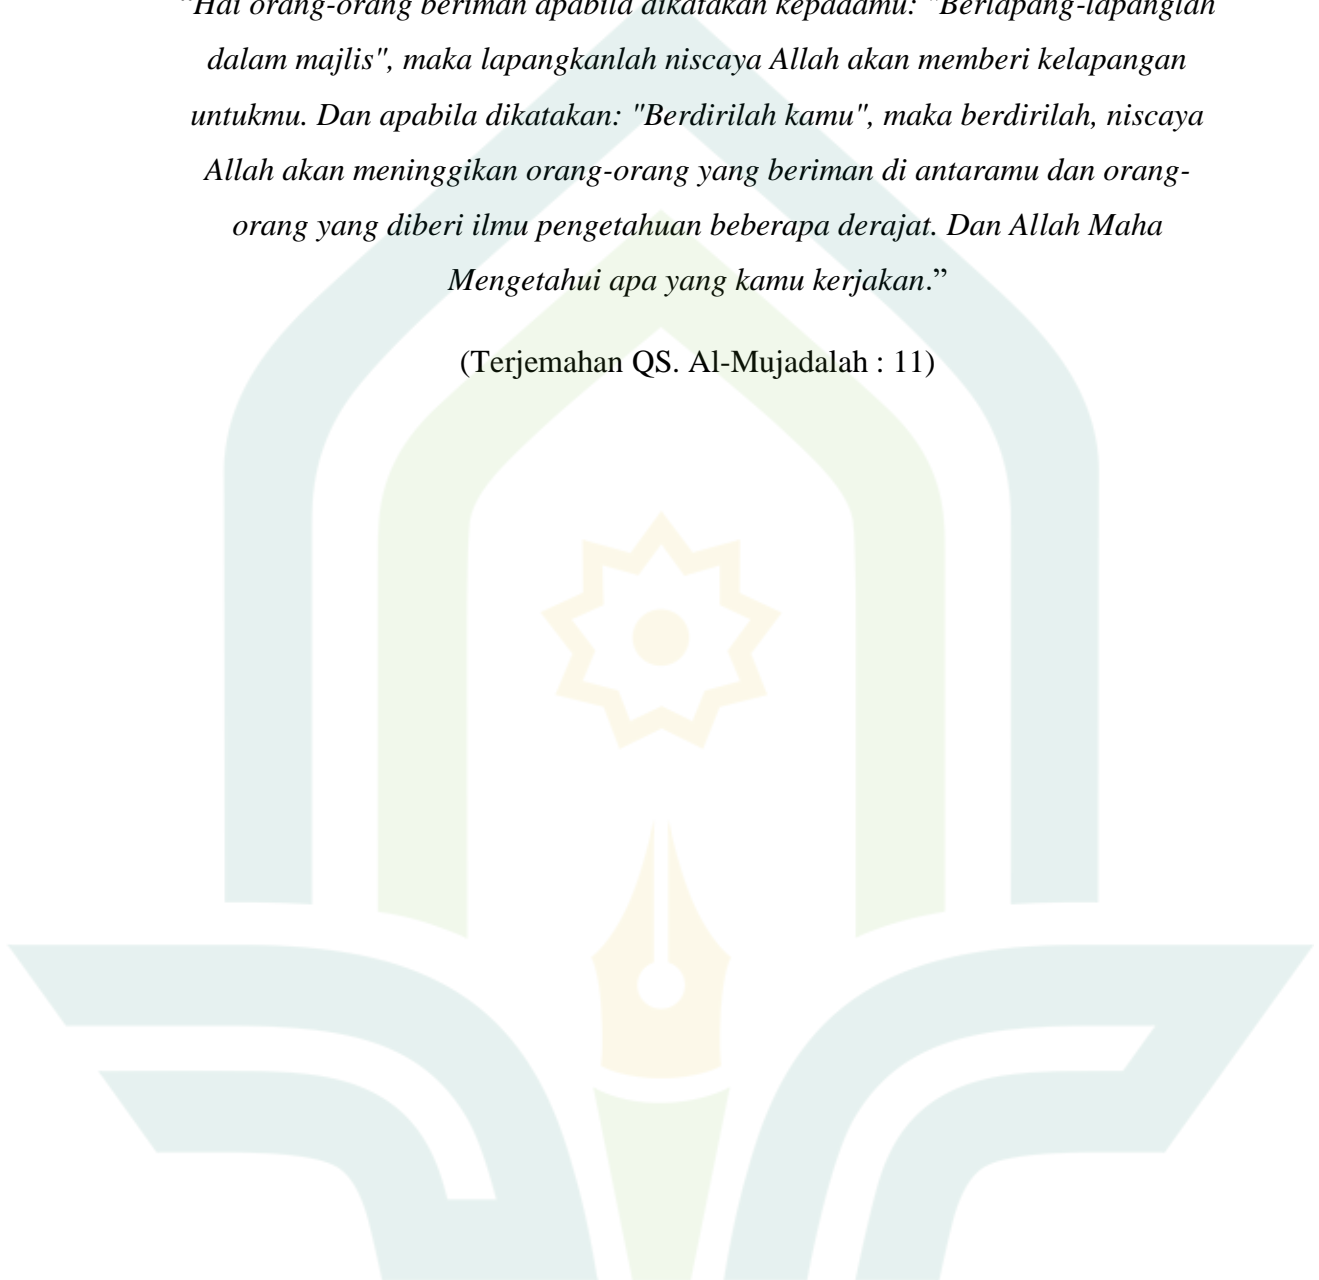 “Hai orang-orang beriman apabila dikatakan kepadamu: "Berlapang-lapanglah
dalam majlis", maka lapangkanlah niscaya Allah akan memberi kelapangan
untukmu. Dan apabila dikatakan: "Berdirilah kamu", maka berdirilah, niscaya
Allah akan meninggikan orang-orang yang beriman di antaramu dan orang-
orang yang diberi ilmu pengetahuan beberapa derajat. Dan Allah Maha
Mengetahui apa yang kamu kerjakan.”
(Terjemahan QS. Al-Mujadalah : 11)